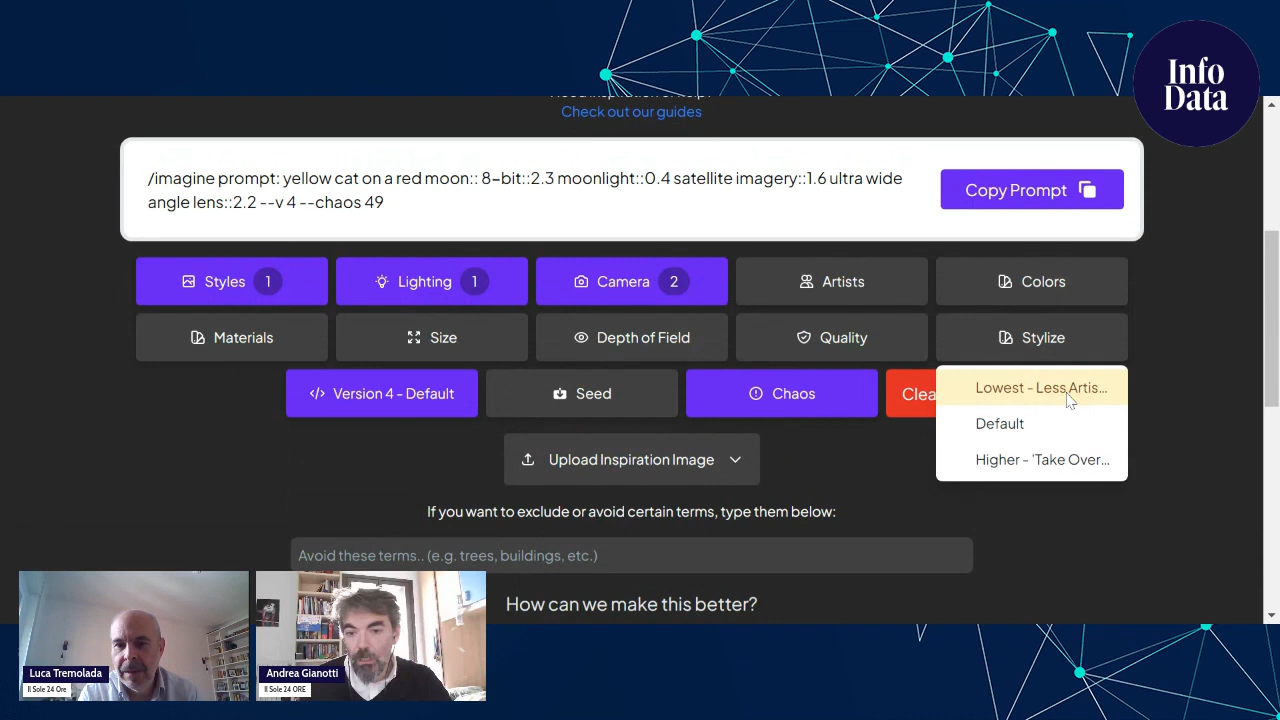 Info
Data
Check out our guides
/imagine prompt: yellow cat on a red moon:: 8-bit::2.3 moonlight::0.4 satellite imagery::1.6 ultra wide
angle lens::2.2 --v 4 --chaos 49
Copy Prompt
Styles 1
Lighting 1
Camera 2
Artists
Colors
Materials
Size
Depth of Field
Quality
Stylize
Version 4 - Default
Seed
Chaos
Clea
Lowest - Less Artis...
Default
Higher - 'Take Over...
Upload Inspiration Image
If you want to exclude or avoid certain terms, type them below:
Avoid these terms.. (e.g. trees, buildings, etc.)
How can we make this better?
Luca Tremolada
Il Sole 24 Ore
Andrea Gianotti
Il Sole 24 ORE